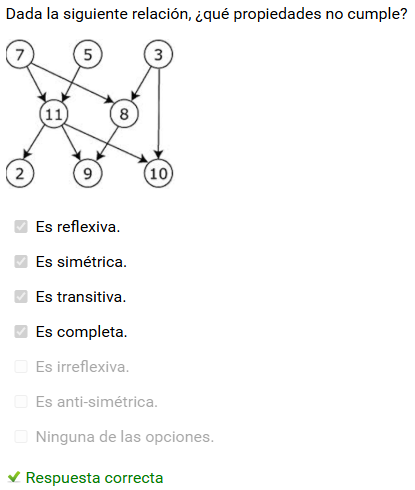 Dada la siguiente relación, ¿qué propiedades no cumple?
7 5 3
11 8
2 9 10
Es reflexiva.
Es simétrica.
Es transitiva.
Es completa.
Es irreflexiva.
Es anti-simétrica.
Ninguna de las opciones.
Respuesta correcta